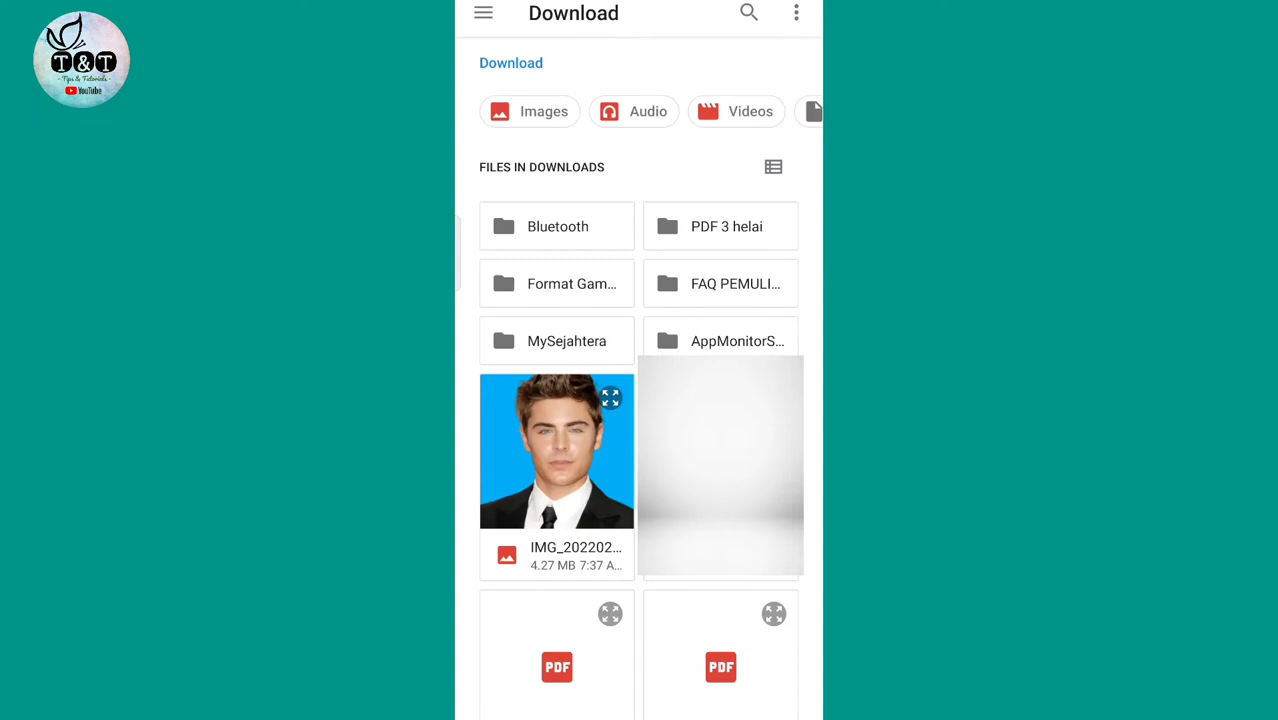 T&T
- Tips & Tutorials -
YouTube
Download
Download
Images
Audio
Videos
FILES IN DOWNLOADS
Bluetooth
PDF 3 helai
Format Gam...
FAQ PEMULI...
MySejahtera
AppMonitorS...
IMG_202202...
4.27 MB 7:37 A...
PDF
PDF